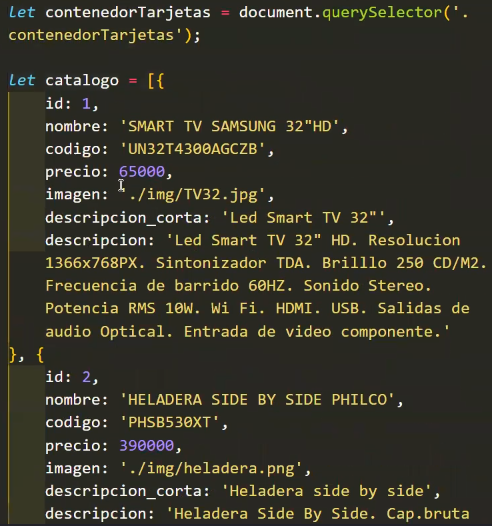 let contenedorTarjetas = document.querySelector('.
contenedorTarjetas');
let catalogo = [{
id: 1,
nombre: 'SMART TV SAMSUNG 32"HD',
codigo: 'UN32T4300AGCZB',
precio: 65000,
imagen: './img/TV32.jpg',
descripcion_corta: 'Led Smart TV 32"',
descripcion: 'Led Smart TV 32" HD. Resolucion
1366x768PX. Sintonizador TDA. Brilllo 250 CD/M2.
Frecuencia de barrido 60HZ. Sonido Stereo.
Potencia RMS 10W. Wi Fi. HDMI. USB. Salidas de
audio Optical. Entrada de video componente.'
}, {
id: 2,
nombre: 'HELADERA SIDE BY SIDE PHILCO',
codigo: 'PHSB530XT',
precio: 390000,
imagen: './img/heladera.png',
descripcion_corta: 'Heladera side by side',
descripcion: 'Heladera Side By Side. Cap.bruta